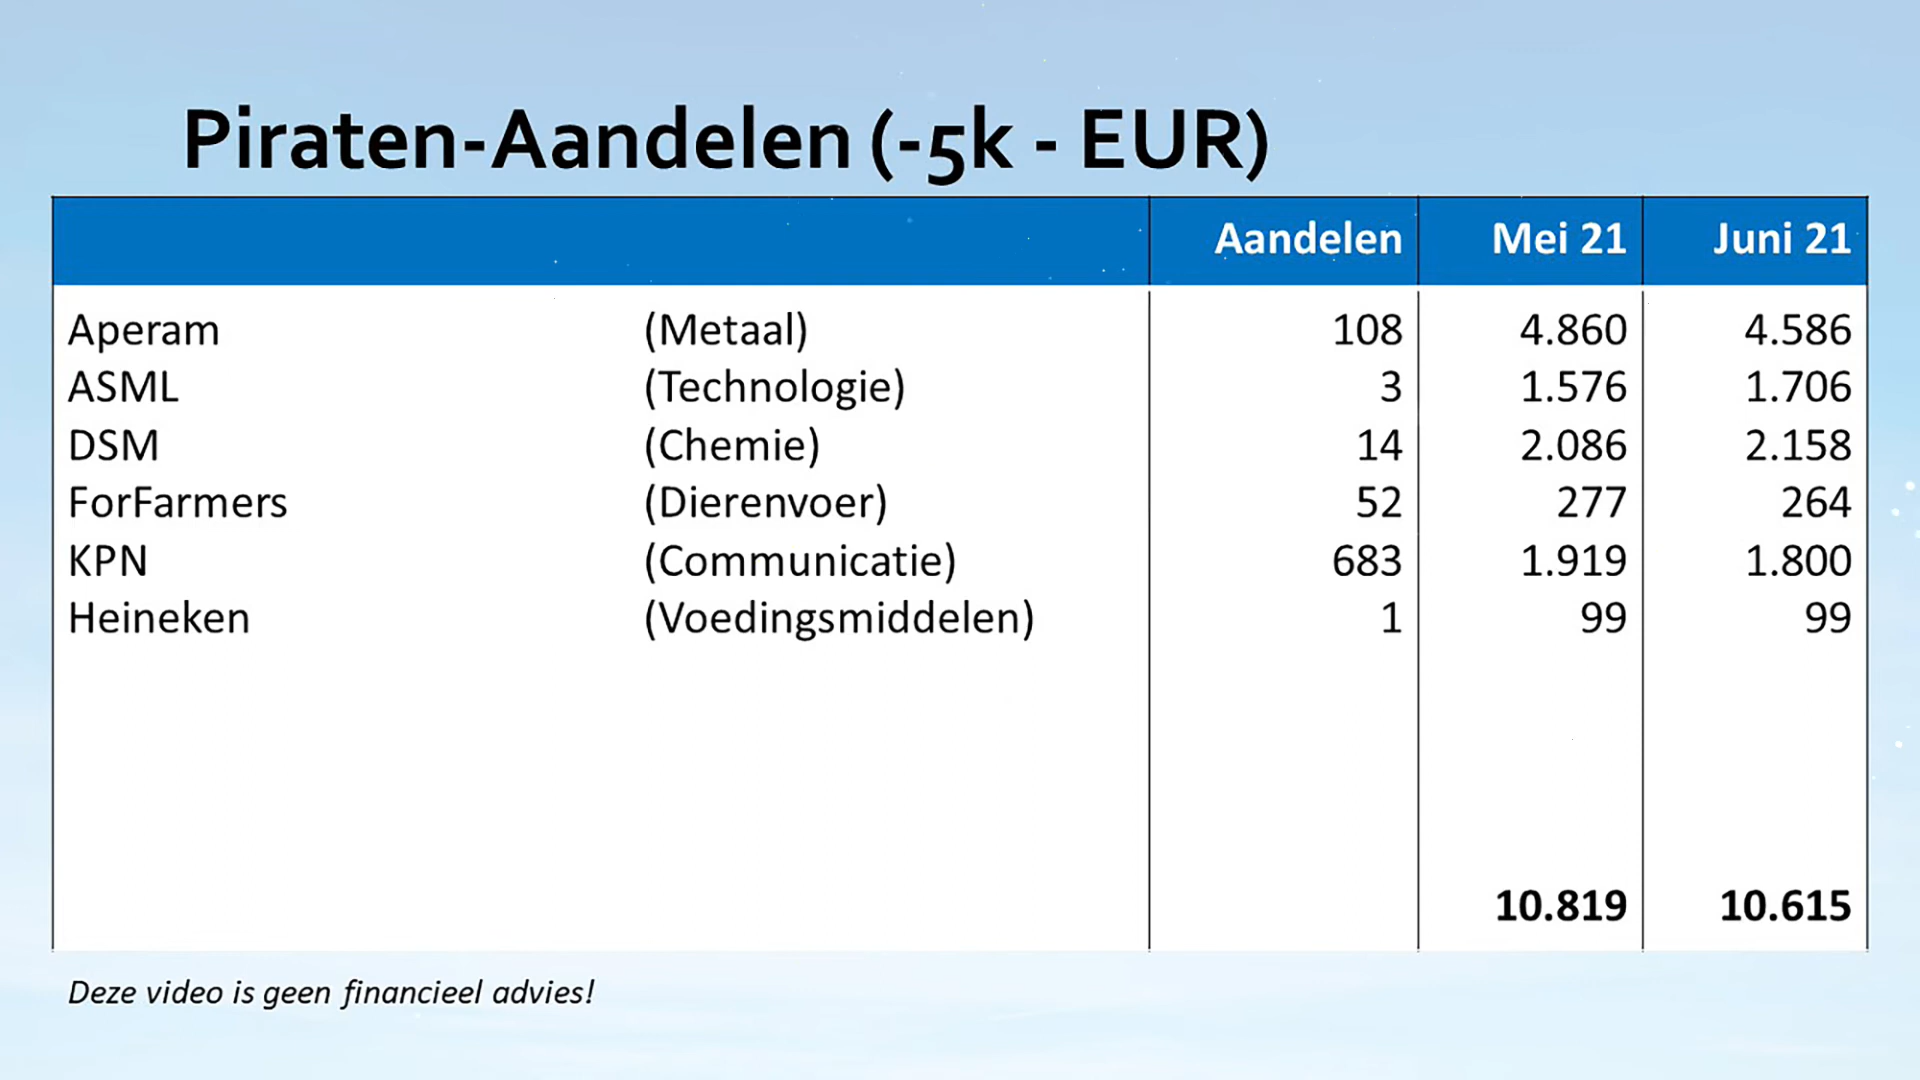 Piraten-Aandelen (-5k - EUR)
Aandelen Mei 21 Juni 21
Aperam (Metaal) 108 4.860 4.586
ASML (Technologie) 3 1.576 1.706
DSM (Chemie) 14 2.086 2.158
ForFarmers (Dierenvoer) 52 277 264
KPN (Communicatie) 683 1.919 1.800
Heineken (Voedingsmiddelen) 1 99 99
10.819 10.615
Deze video is geen financieel advies!